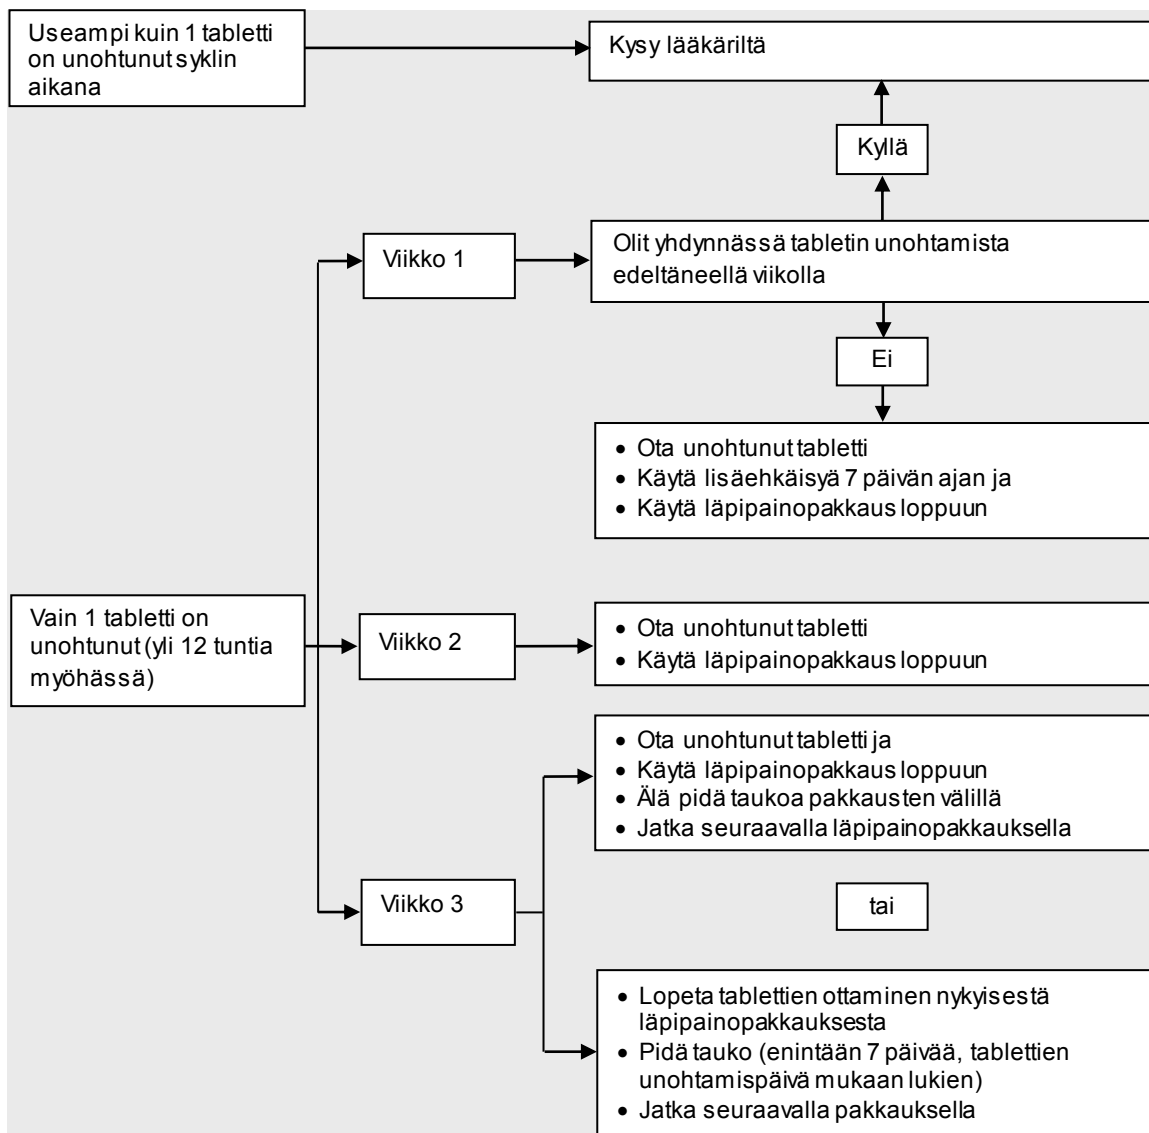 Useampi kuin 1 tabletti
on unohtunut syklin
aikana
Kysy lääkäriltä
Kyllä
Viikko 1
Olit yhdynnässä tabletin unohtamista
edeltäneellä viikolla
Ei
• Ota unohtunut tabletti
• Käytä lisäehkäisyä 7 päivän ajan ja
• Käytä läpipainopakkaus loppuun
Vain 1 tabletti on
unohtunut (yli 12 tuntia
myöhässä)
Viikko 2
• Ota unohtunut tabletti
• Käytä läpipainopakkaus loppuun
• Ota unohtunut tabletti ja
• Käytä läpipainopakkaus loppuun
• Älä pidä taukoa pakkausten välillä
• Jatka seuraavalla läpipainopakkauksella
Viikko 3
tai
• Lopeta tablettien ottaminen nykyisestä
läpipainopakkauksesta
• Pidä tauko (enintään 7 päivää, tablettien
unohtamispäivä mukaan lukien)
• Jatka seuraavalla pakkauksella